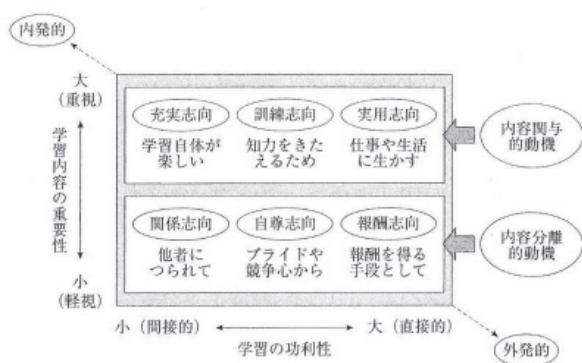 内発的
大
(重視)
学習内容の重要性
小
(軽視)
充実志向
学習自体が
楽しい
訓練志向
知力をきた
えるため
実用志向
仕事や生活
に生かす
内容関与
的動機
関係志向
他者に
つられて
自尊志向
プライドや
競争心から
報酬志向
報酬を得る
手段として
内容分離
的動機
小 (間接的)
大 (直接的)
学習の功利性
外発的